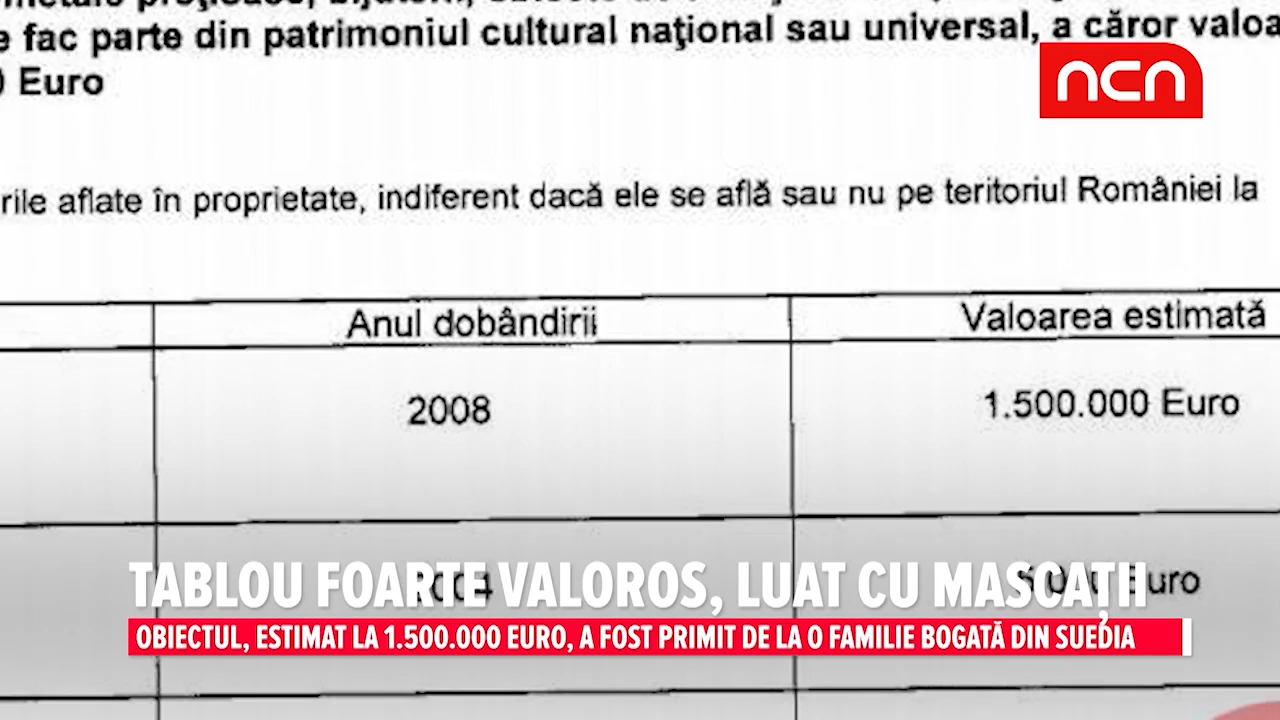 fac parte din patrimoniul cultural naţional sau universal, a căror
Euro
ncn
aflate în proprietate, indiferent dacă ele se află sau nu pe teritoriul României la
Anul dobândirii
Valoarea estimată
2008
1.500.000 Euro
TABLOU FOARTE VALOROS, LUAT CU MASCAȚII
2004
Euro
OBIECTUL, ESTIMAT LA 1.500.000 EURO, A FOST PRIMIT DE LA O FAMILIE BOGATĂ DIN SUEDIA